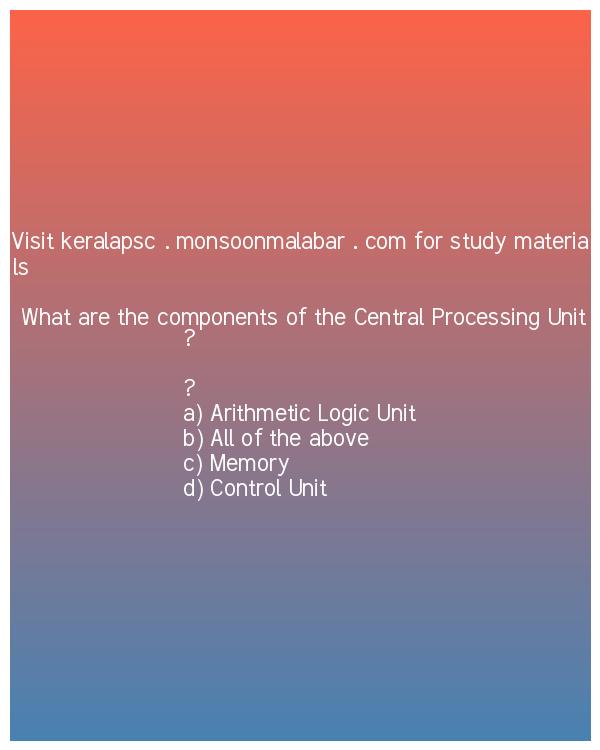 Visit keralapsc . monsoonmalabar . com for study materia
ls
What are the components of the Central Processing Unit
?
?
a) Arithmetic Logic Unit
b) All of the above
c) Memory
d) Control Unit